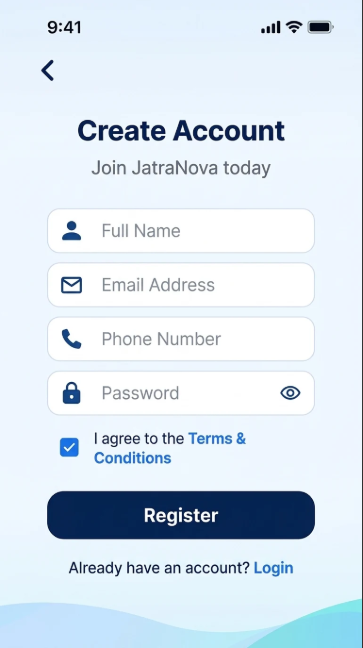 9:41
Create Account
Join JatraNova today
Full Name
Email Address
Phone Number
Password
I agree to the Terms &
Conditions
Register
Already have an account? Login